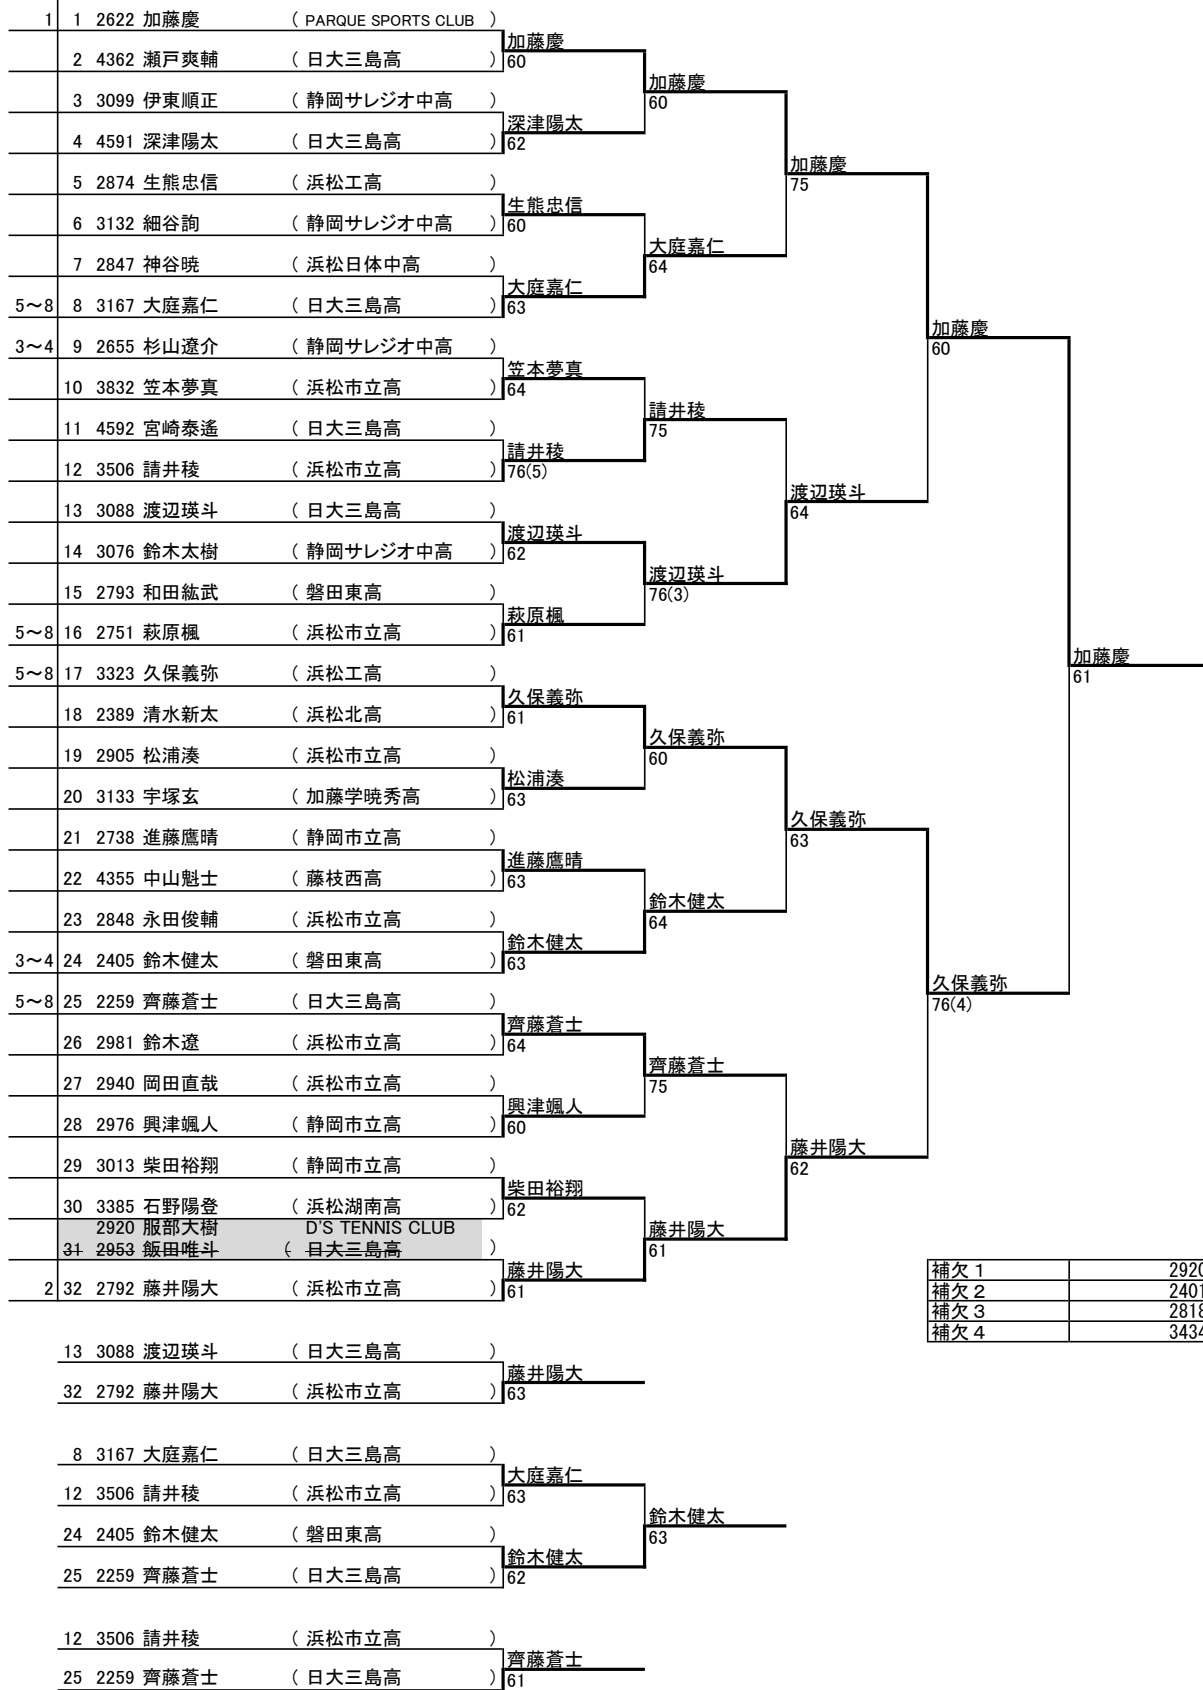 1 1 2622 加藤慶 ( PARQUE SPORTS CLUB )
加藤慶
2 4362 瀬戸爽輔 ( 日大三島高 ) 60
加藤慶
3 3099 伊東順正 ( 静岡サレジオ中高 ) 60
深津陽太
4 4591 深津陽太 ( 日大三島高 ) 62
加藤慶
5 2874 生熊忠信 ( 浜松工高 ) 75
生熊忠信
6 3132 細谷詢 ( 静岡サレジオ中高 ) 60
大庭嘉仁
7 2847 神谷暁 ( 浜松日体中高 ) 64
大庭嘉仁
5～8 8 3167 大庭嘉仁 ( 日大三島高 ) 63
加藤慶
3～4 9 2655 杉山遼介 ( 静岡サレジオ中高 ) 60
笠本夢真
10 3832 笠本夢真 ( 浜松市立高 ) 64
請井稜
11 4592 宮崎泰遙 ( 日大三島高 ) 75
請井稜
12 3506 請井稜 ( 浜松市立高 ) 76(5)
渡辺瑛斗
13 3088 渡辺瑛斗 ( 日大三島高 ) 64
渡辺瑛斗
14 3076 鈴木太樹 ( 静岡サレジオ中高 ) 62
渡辺瑛斗
15 2793 和田紘武 ( 磐田東高 ) 76(3)
萩原楓
5～8 16 2751 萩原楓 ( 浜松市立高 ) 61
加藤慶
5～8 17 3323 久保義弥 ( 浜松工高 ) 61
久保義弥
18 2389 清水新太 ( 浜松北高 ) 61
久保義弥
19 2905 松浦湊 ( 浜松市立高 ) 60
松浦湊
20 3133 宇塚玄 ( 加藤学暁秀高 ) 63
久保義弥
21 2738 進藤鷹晴 ( 静岡市立高 ) 63
進藤鷹晴
22 4355 中山魁士 ( 藤枝西高 ) 63
鈴木健太
23 2848 永田俊輔 ( 浜松市立高 ) 64
鈴木健太
3～4 24 2405 鈴木健太 ( 磐田東高 ) 63
久保義弥
5～8 25 2259 齊藤蒼士 ( 日大三島高 ) 76(4)
齊藤蒼士
26 2981 鈴木遼 ( 浜松市立高 ) 64
齊藤蒼士
27 2940 岡田直哉 ( 浜松市立高 ) 75
興津颯人
28 2976 興津颯人 ( 静岡市立高 ) 60
藤井陽大
29 3013 柴田裕翔 ( 静岡市立高 ) 62
柴田裕翔
30 3385 石野陽登 ( 浜松湖南高 ) 62
2920 服部大樹 D'S TENNIS CLUB 藤井陽大
31 2953 飯田唯斗 ( 日大三島高 ) 61
藤井陽大 補欠１ 2920
2 32 2792 藤井陽大 ( 浜松市立高 ) 61 補欠２ 2401
補欠３ 2818
補欠４ 3434
13 3088 渡辺瑛斗 ( 日大三島高 )
藤井陽大
32 2792 藤井陽大 ( 浜松市立高 ) 63
8 3167 大庭嘉仁 ( 日大三島高 )
大庭嘉仁
12 3506 請井稜 ( 浜松市立高 ) 63
鈴木健太
24 2405 鈴木健太 ( 磐田東高 ) 63
鈴木健太
25 2259 齊藤蒼士 ( 日大三島高 ) 62
12 3506 請井稜 ( 浜松市立高 )
齊藤蒼士
25 2259 齊藤蒼士 ( 日大三島高 ) 61